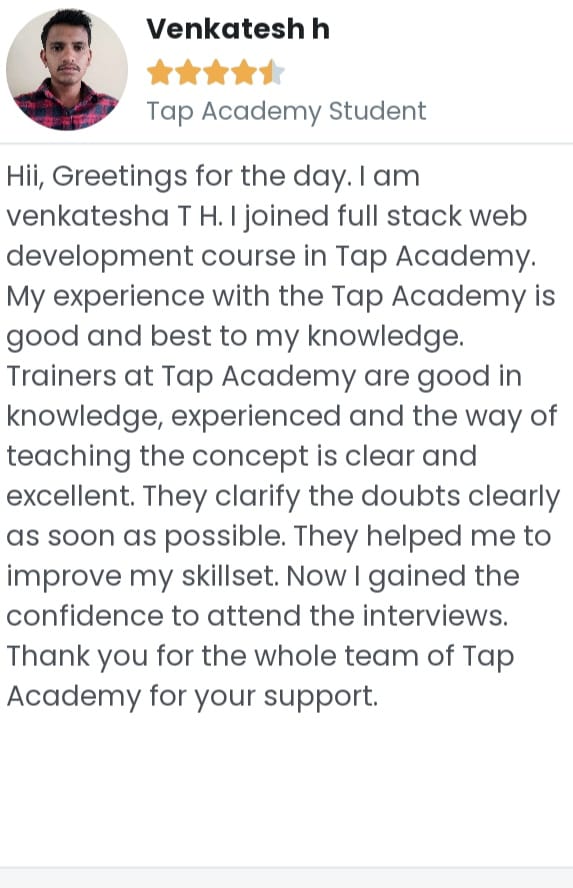 Venkatesh h
Tap Academy Student
Hii, Greetings for the day. I am
venkatesha T H. I joined full stack web
development course in Tap Academy.
My experience with the Tap Academy is
good and best to my knowledge.
Trainers at Tap Academy are good in
knowledge, experienced and the way of
teaching the concept is clear and
excellent. They clarify the doubts clearly
as soon as possible. They helped me to
improve my skillset. Now I gained the
confidence to attend the interviews.
Thank you for the whole team of Tap
Academy for your support.